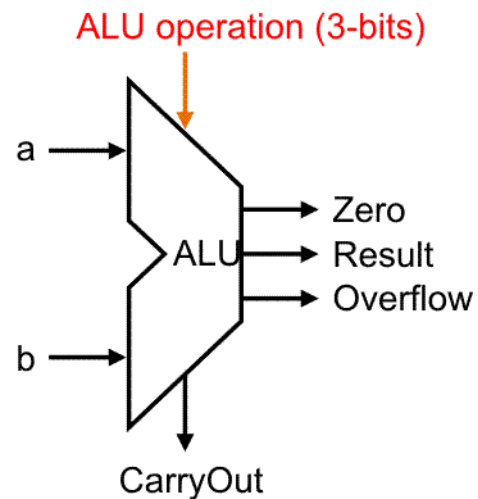 ALU operation (3-bits)
a
Zero
ALU
Result
Overflow
b
CarryOut